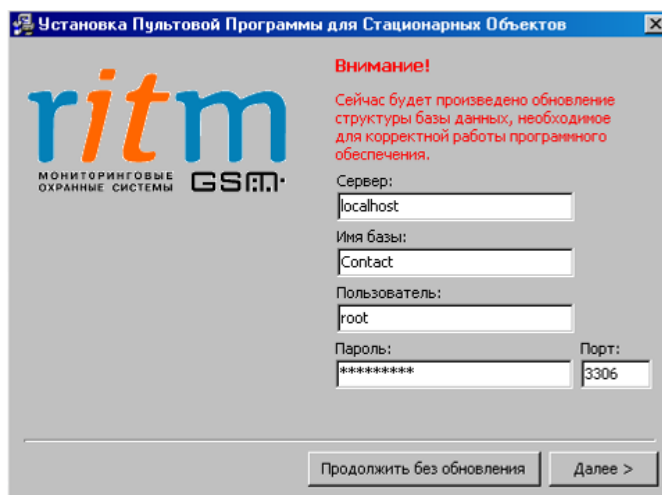 Установка Пультовой Программы для Стационарных Объектов
ritm
МОНИТОРИНГОВЫЕ
ОХРАННЫЕ СИСТЕМЫ
GSM
Внимание!
Сейчас будет произведено обновление
структуры базы данных, необходимое
для корректной работы программного
обеспечения.
Сервер:
localhost
Имя базы:
Contact
Пользователь:
root
Пароль: Порт:
********* 3306
Продолжить без обновления Далее >